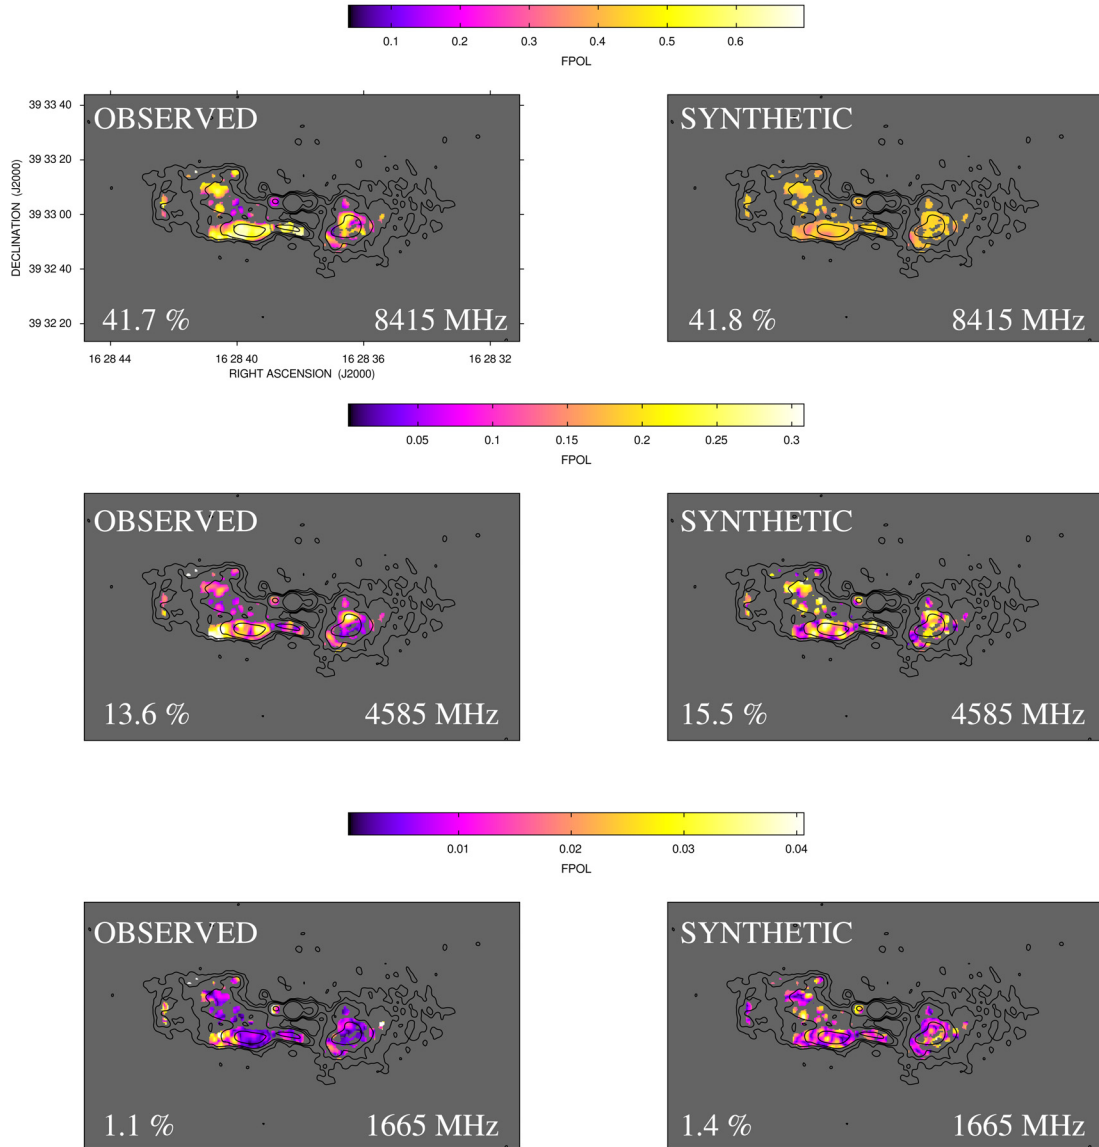 0.1 0.2 0.3 0.4 0.5 0.6
FPOL
OBSERVED
SYNTHETIC
39 33 40
39 33 20
39 33 00
39 32 40
39 32 20
DECLINATION (J2000)
41.7 % 8415 MHz
41.8 % 8415 MHz
16 28 44 16 28 40 16 28 36 16 28 32
RIGHT ASCENSION (J2000)
0.05 0.1 0.15 0.2 0.25 0.3
FPOL
OBSERVED
SYNTHETIC
13.6 % 4585 MHz
15.5 % 4585 MHz
0.01 0.02 0.03 0.04
FPOL
OBSERVED
SYNTHETIC
1.1 % 1665 MHz
1.4 % 1665 MHz